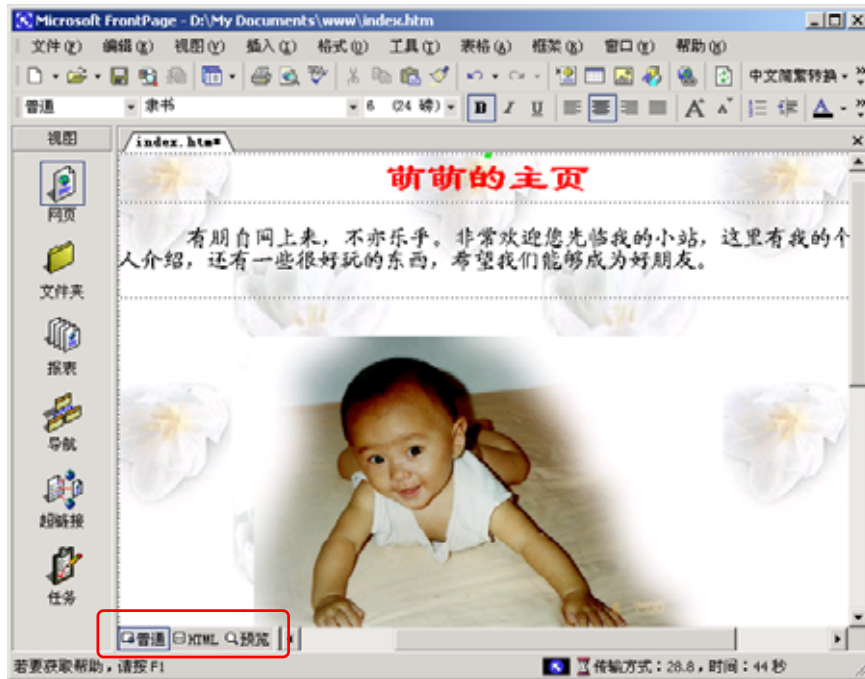 Microsoft FrontPage - D:\My Documents\www\index.htm
文件(F) 编辑(E) 视图(V) 插入(I) 格式(O) 工具(T) 表格(A) 框架(R) 窗口(W) 帮助(H)
中文简繁转换
普通 隶书 6 (24 磅) B I U A A A
视图 index.htm*
萌萌的主页
网页
有朋自网上来，不亦乐乎。非常欢迎您光临我的小站，这里有我的个
人介绍，还有一些很好玩的东西，希望我们能够成为好朋友。
文件夹
报表
导航
超链接
任务
普通 HTML 预览
若要获取帮助，请按 F1 传输方式：28.8，时间：44 秒